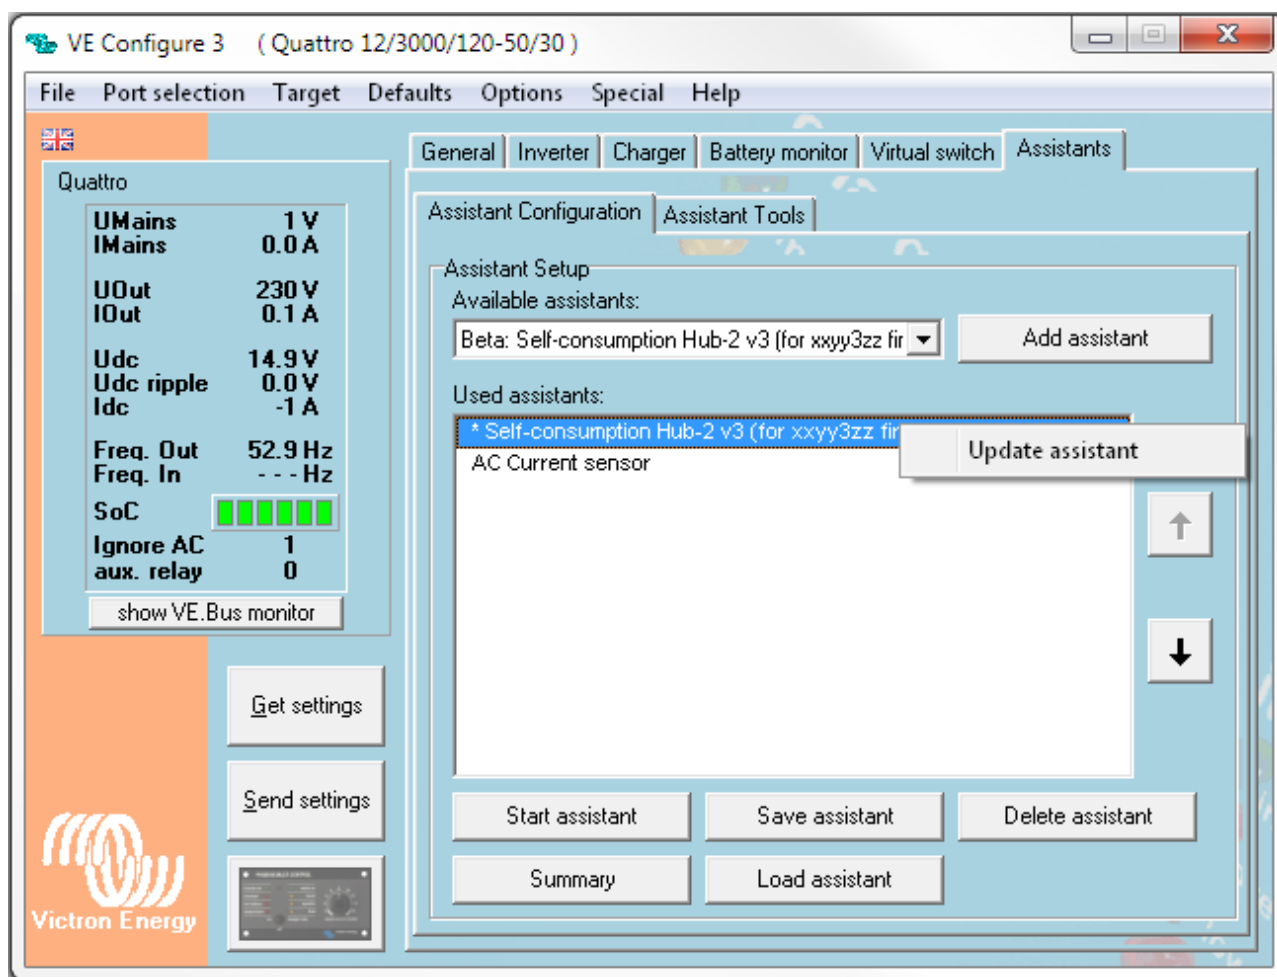 VE Configure 3 ( Quattro 12/3000/120-50/30 )
File Port selection Target Defaults Options Special Help
General Inverter Charger Battery monitor Virtual switch Assistants
Quattro
UMains 1 V
IMains 0.0 A
UOut 230 V
IOut 0.1 A
Udc 14.9 V
Udc ripple 0.0 V
Idc -1 A
Freq. Out 52.9 Hz
Freq. In - - - Hz
SoC
Ignore AC 1
aux. relay 0
show VE.Bus monitor
Get settings
Send settings
Victron Energy
Assistant Configuration Assistant Tools
Assistant Setup
Available assistants:
Beta: Self-consumption Hub-2 v3 (for xxyy3zz fir
Add assistant
Used assistants:
* Self-consumption Hub-2 v3 (for xxyy3zz fir
Update assistant
AC Current sensor
Start assistant Save assistant Delete assistant
Summary Load assistant